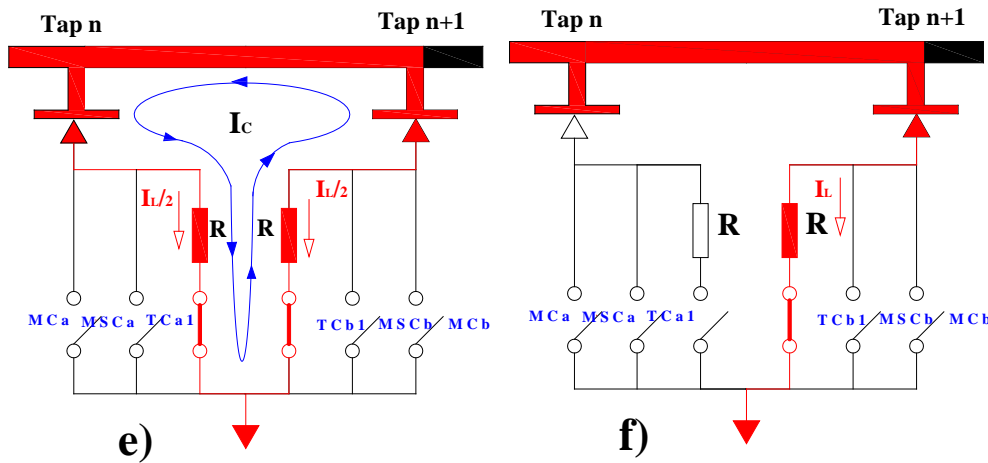 Tap n
Tap n+1
Ic
IL/2
R
R
IL/2
MCa
MSCa
TCa1
TCb1
MSCb
MCb
e)
Tap n
Tap n+1
IL
R
R
MCa
MSCa
TCa1
TCb1
MSCb
MCb
f)